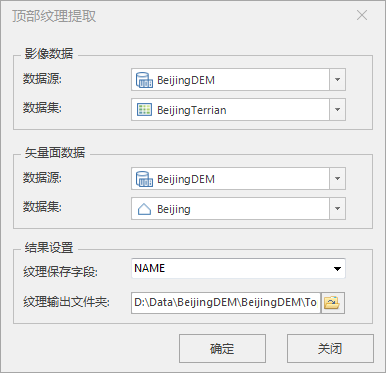 顶部纹理提取
影像数据
数据源: BeijingDEM
数据集: BeijingTerrian
矢量面数据
数据源: BeijingDEM
数据集: Beijing
结果设置
纹理保存字段: NAME
纹理输出文件夹: D:\Data\BeijingDEM\BeijingDEM\To
确定 关闭